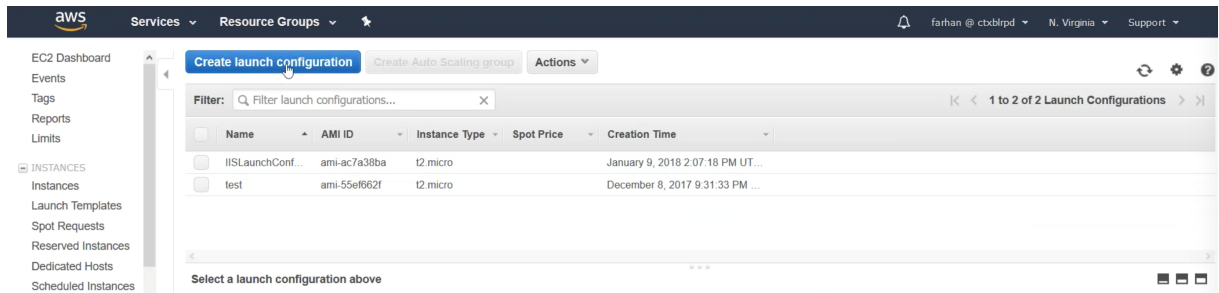 aws Services Resource Groups farhan @ ctxblrpd N. Virginia Support
EC2 Dashboard
Events
Tags
Reports
Limits
INSTANCES
Instances
Launch Templates
Spot Requests
Reserved Instances
Dedicated Hosts
Scheduled Instances
Create launch configuration Create Auto Scaling group Actions
Filter: Filter launch configurations... 1 to 2 of 2 Launch Configurations
Name AMI ID Instance Type Spot Price Creation Time
IISLaunchConf... ami-ac7a38ba t2.micro January 9, 2018 2:07:18 PM UT...
test ami-55ef662f t2.micro December 8, 2017 9:31:33 PM ...
Select a launch configuration above